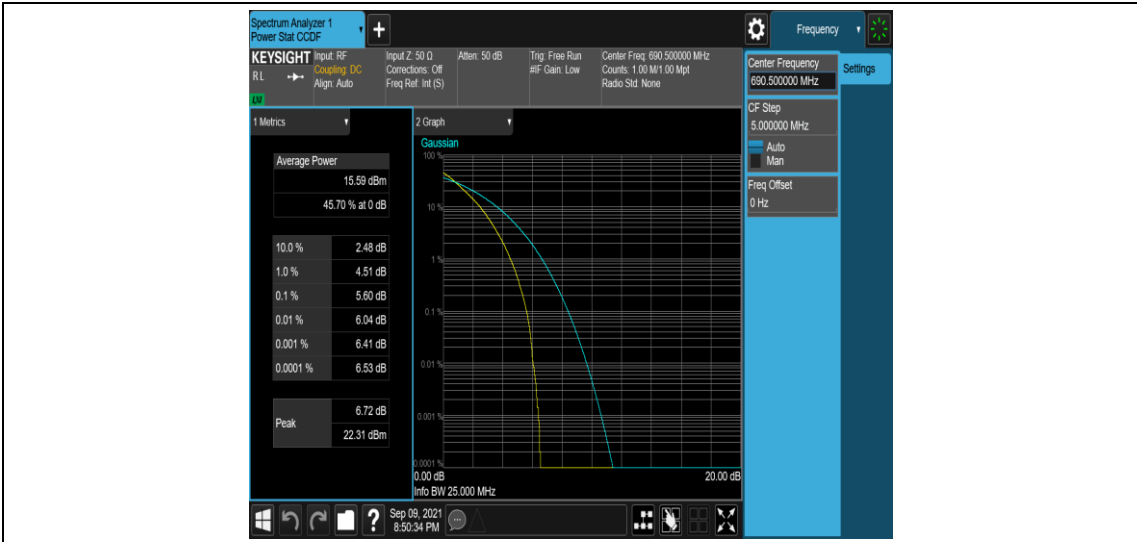 Spectrum Analyzer 1
Power Stat CCDF
+
Frequency
KEYSIGHT
R L
LXI
Input: RF
Coupling: DC
Align: Auto
Input Z: 50 Ω
Corrections: Off
Freq Ref: Int (S)
Atten: 50 dB
Trig: Free Run
#IF Gain: Low
Center Freq: 690.500000 MHz
Counts: 1.00 M/1.00 Mpt
Radio Std: None
Center Frequency
690.500000 MHz
Settings
CF Step
5.000000 MHz
Auto
Man
Freq Offset
0 Hz
1 Metrics
Average Power
15.59 dBm
45.70 % at 0 dB
10.0 % 2.48 dB
1.0 % 4.51 dB
0.1 % 5.60 dB
0.01 % 6.04 dB
0.001 % 6.41 dB
0.0001 % 6.53 dB
Peak
6.72 dB
22.31 dBm
2 Graph
Gaussian
100 %
10 %
1 %
0.1 %
0.01 %
0.001 %
0.0001 %
0.00 dB 20.00 dB
Info BW 25.000 MHz
?
Sep 09, 2021
8:50:34 PM